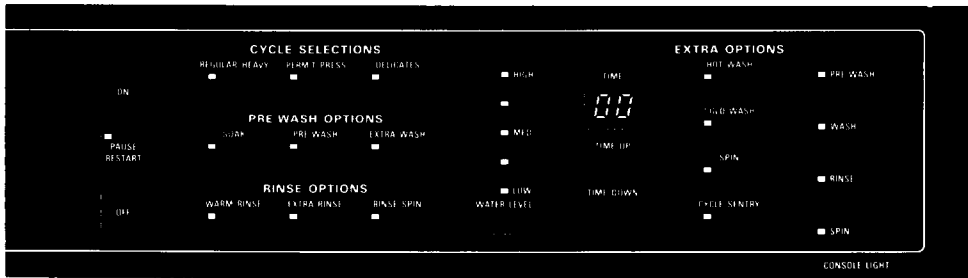 CYCLE SELECTIONS
REGULAR HEAVY PERM'T PRESS DELICATES
ON
PAUSE
RESTART
OFF
PRE WASH OPTIONS
SOAK PRE WASH EXTRA WASH
RINSE OPTIONS
WARM RINSE EXTRA RINSE RINSE SPIN
HIGH
MED
LOW
WATER LEVEL
TIME
00
TIME UP
TIME DOWN
EXTRA OPTIONS
HOT WASH
COLD WASH
SPIN
CYCLE SENTRY
PRE WASH
WASH
RINSE
SPIN
CONSOLE LIGHT